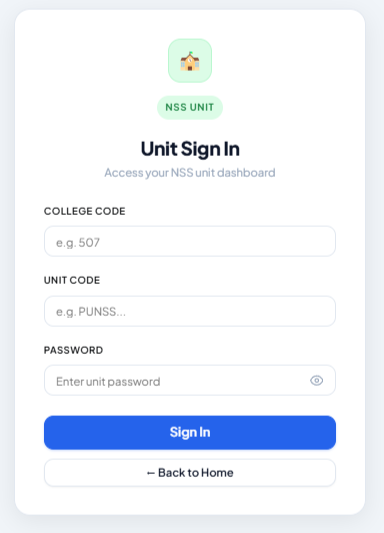 NSS UNIT
Unit Sign In
Access your NSS unit dashboard
COLLEGE CODE
e.g. 507
UNIT CODE
e.g. PUNSS...
PASSWORD
Enter unit password
Sign In
← Back to Home